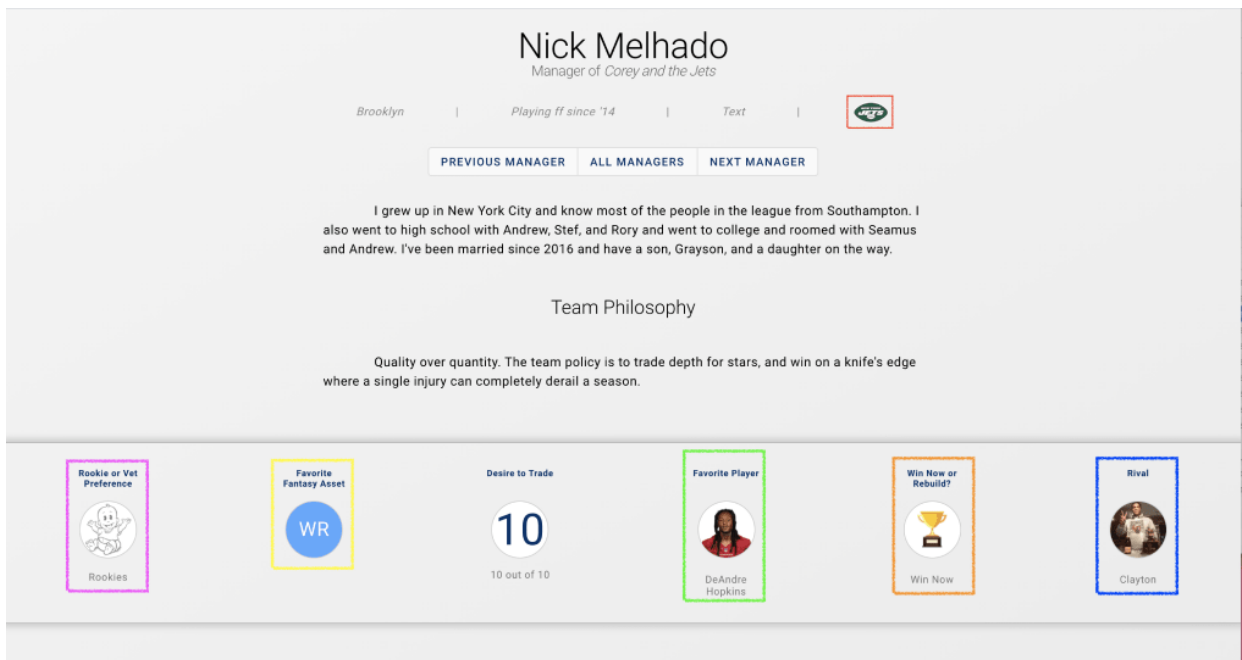 Nick Melhado
Manager of Corey and the Jets
Brooklyn | Playing ff since '14 | Text |
NEW YORK
JETS
PREVIOUS MANAGER ALL MANAGERS NEXT MANAGER
I grew up in New York City and know most of the people in the league from Southampton. I
also went to high school with Andrew, Stef, and Rory and went to college and roomed with Seamus
and Andrew. I've been married since 2016 and have a son, Grayson, and a daughter on the way.
Team Philosophy
Quality over quantity. The team policy is to trade depth for stars, and win on a knife's edge
where a single injury can completely derail a season.
Rookie or Vet
Preference
Rookies
Favorite
Fantasy Asset
WR
Desire to Trade
10
10 out of 10
Favorite Player
DeAndre
Hopkins
Win Now or
Rebuild?
Win Now
Rival
Clayton